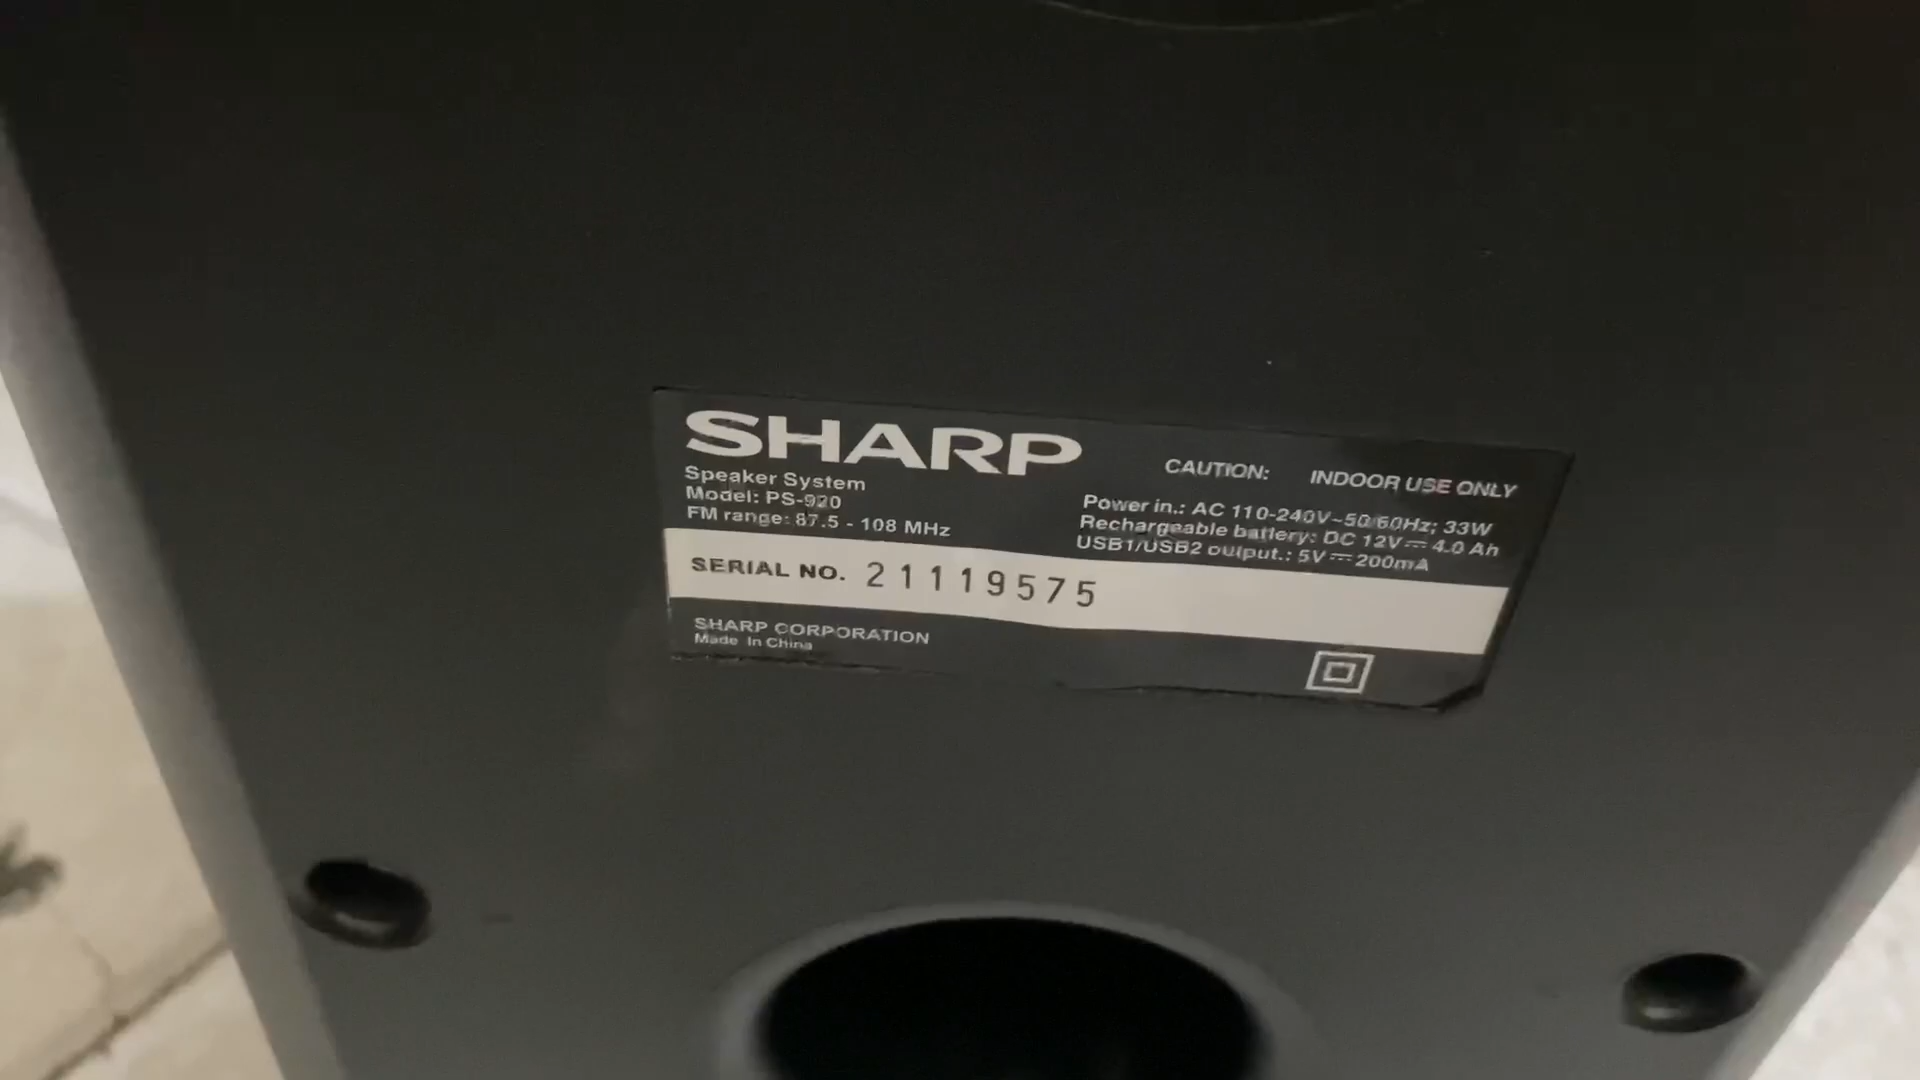 SHARP
Speaker System
Model: PS-920
FM range: 87.5 - 108 MHz
CAUTION: INDOOR USE ONLY
Power in.: AC 110-240V~50/60Hz; 33W
Rechargeable battery: DC 12V⎓4.0 Ah
USB1/USB2 output.: 5V⎓200mA
SERIAL NO. 21119575
SHARP CORPORATION
Made In China